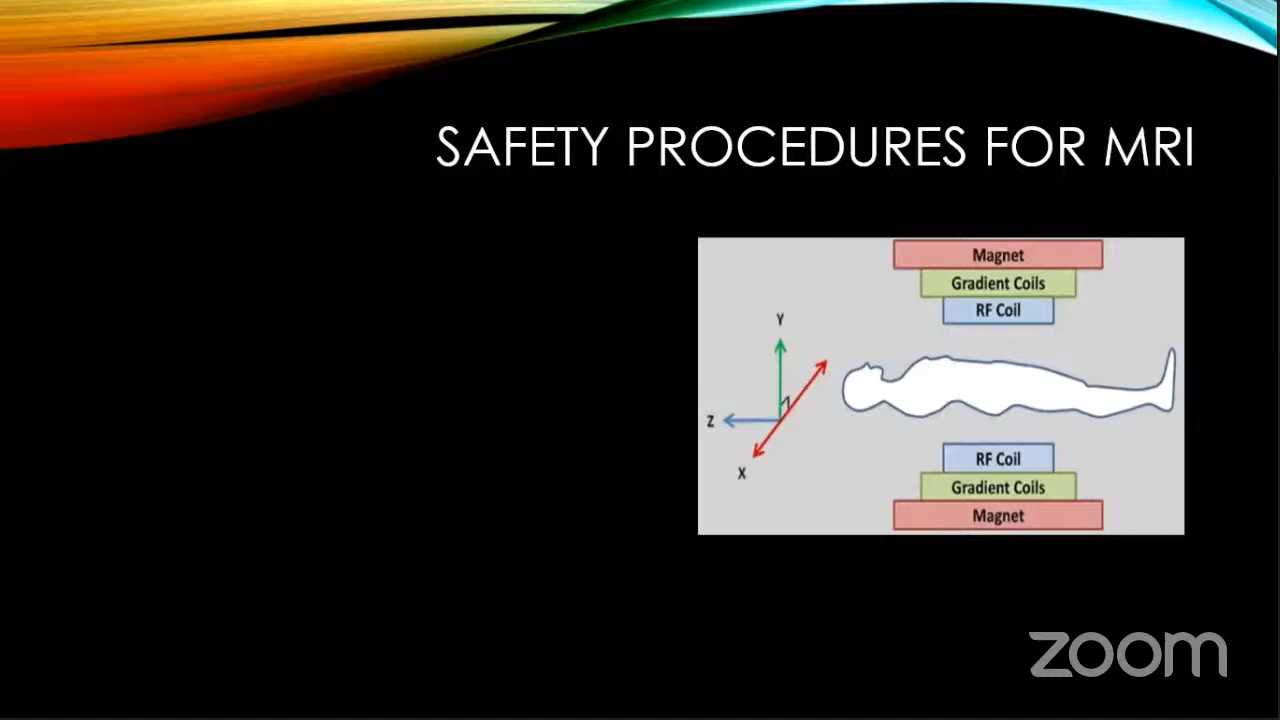 SAFETY PROCEDURES FOR MRI
Magnet
Gradient Coils
RF Coil
Y
Z
X
RF Coil
Gradient Coils
Magnet
zoom